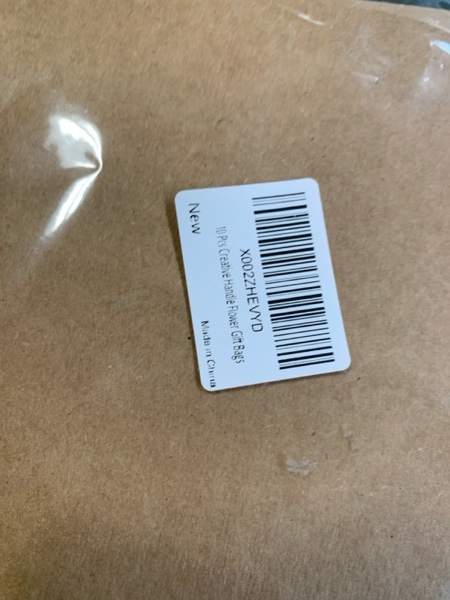 X002ZHEVYD
10 Pcs Creative Handle Flower Gift Bags
New
Made in China